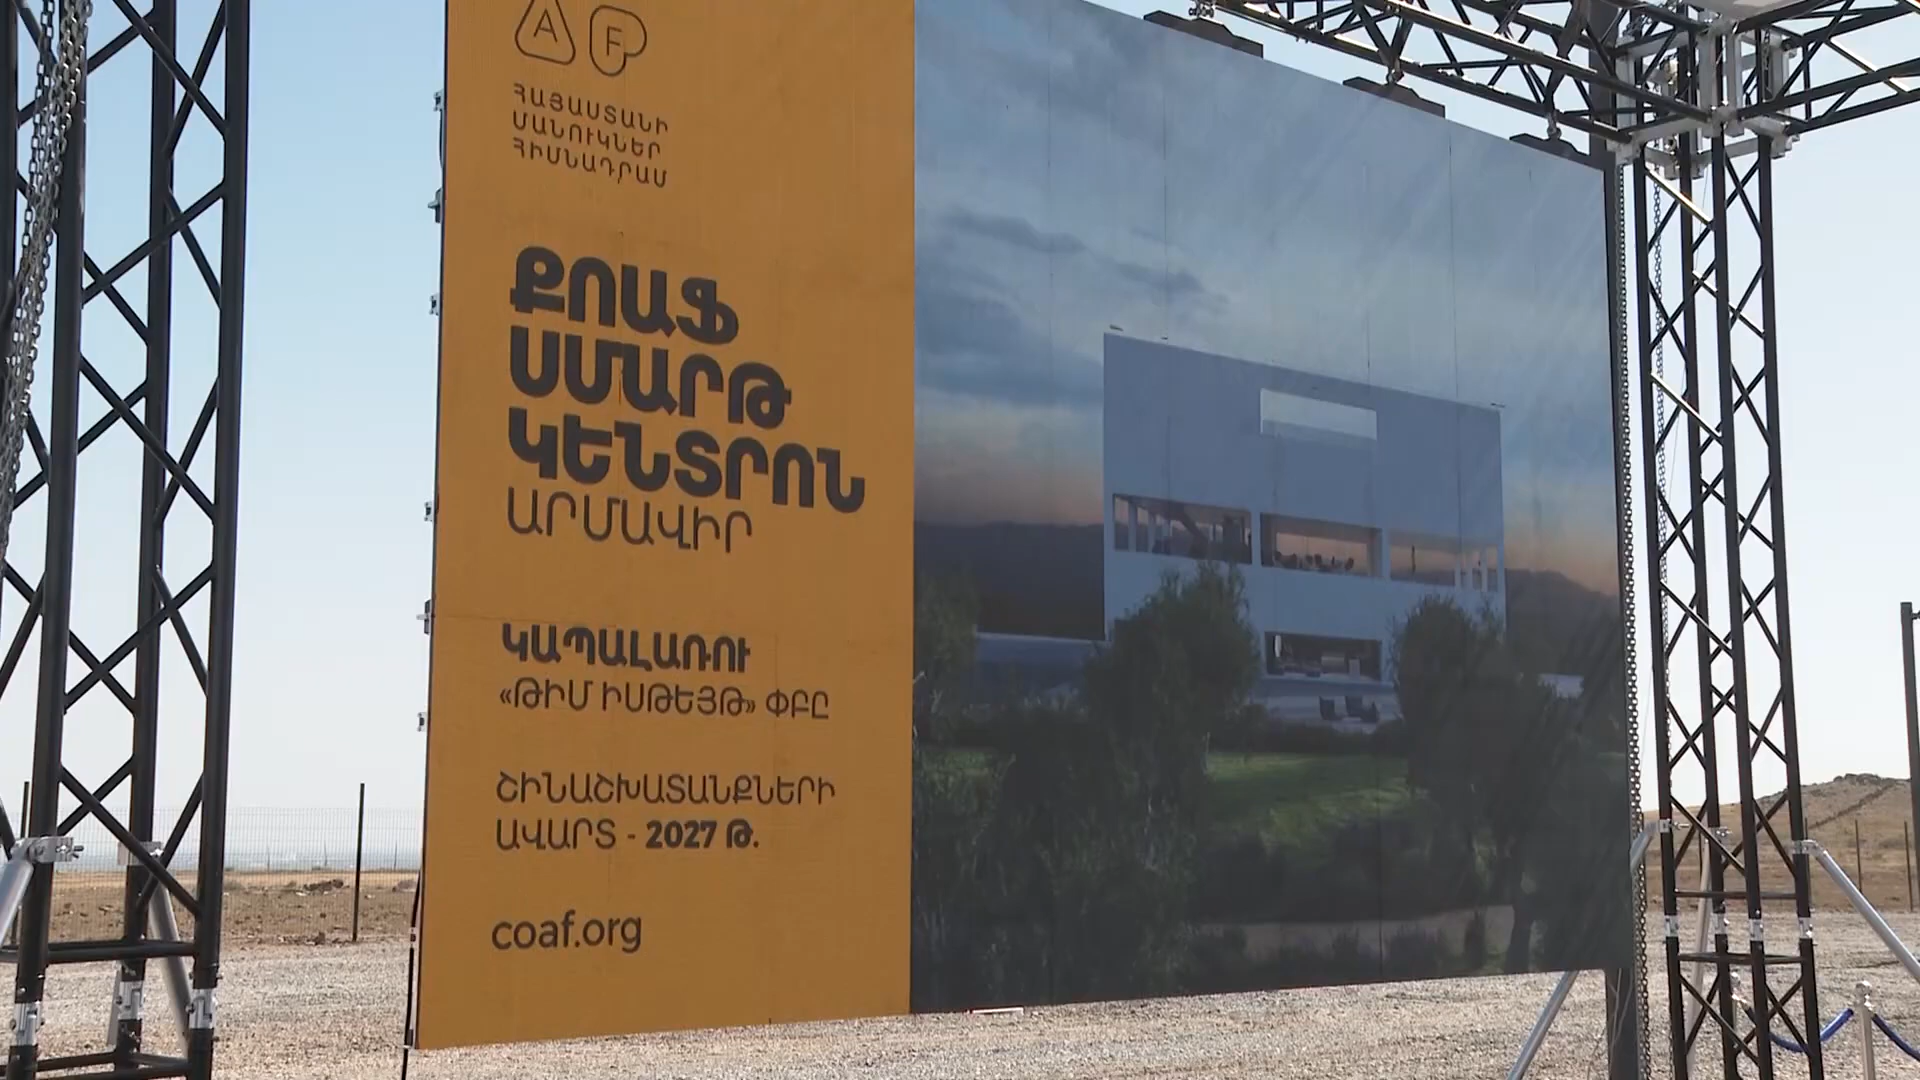 A F
ՀԱՅԱՍՏԱՆԻ
ՄԱՆՈՒԿՆԵՐ
ՀԻՄՆԱԴՐԱՄ
ՔՈԱՖ
ՍՄԱՐԹ
ԿԵՆՏՐՈՆ
ԱՐՄԱՎԻՐ
ԿԱՊԱԼԱՌՈՒ
«ԹԻՄ ԻՍԹԵՅԹ» ՓԲԸ
ՇԻՆԱՇԽԱՏԱՆՔՆԵՐԻ
ԱՎԱՐՏ - 2027 Թ.
coaf.org